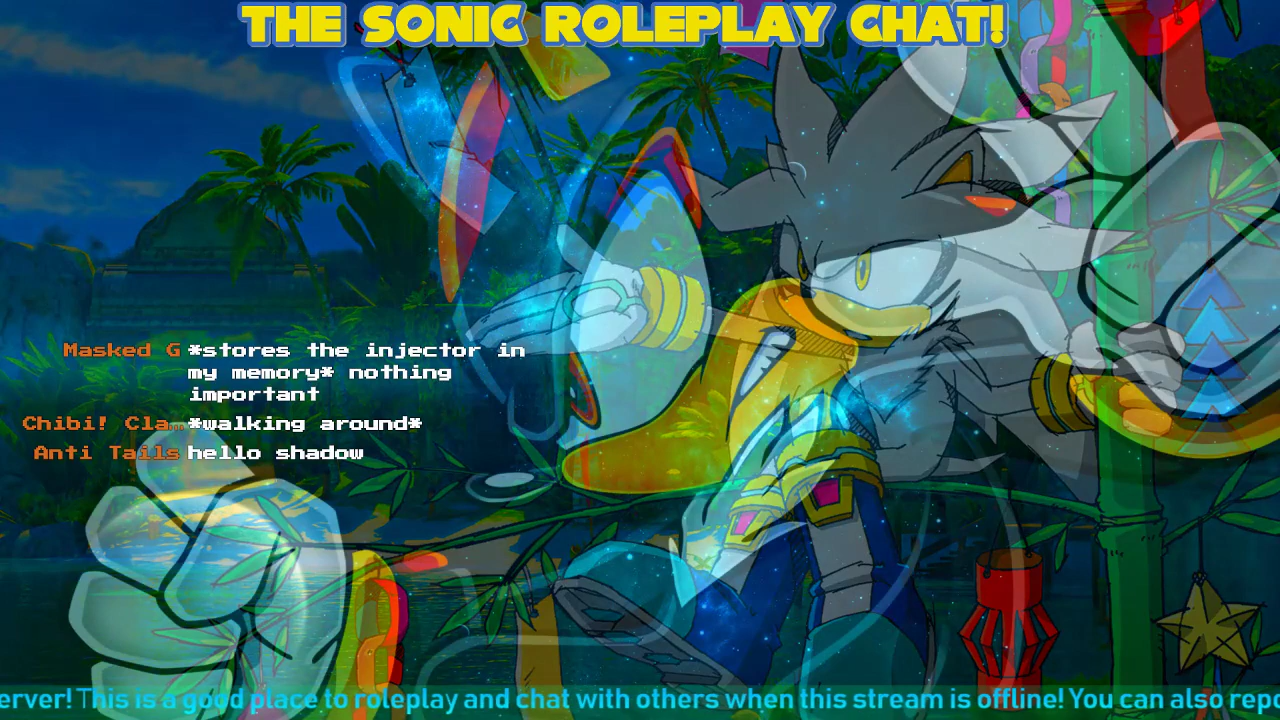 THE SONIC ROLEPLAY CHAT!
Masked G *stores the injector in
my memory* nothing
important
Chibi! Cla... *walking around*
Anti Tails hello shadow
erver! This is a good place to roleplay and chat with others when this stream is offline! You can also repo